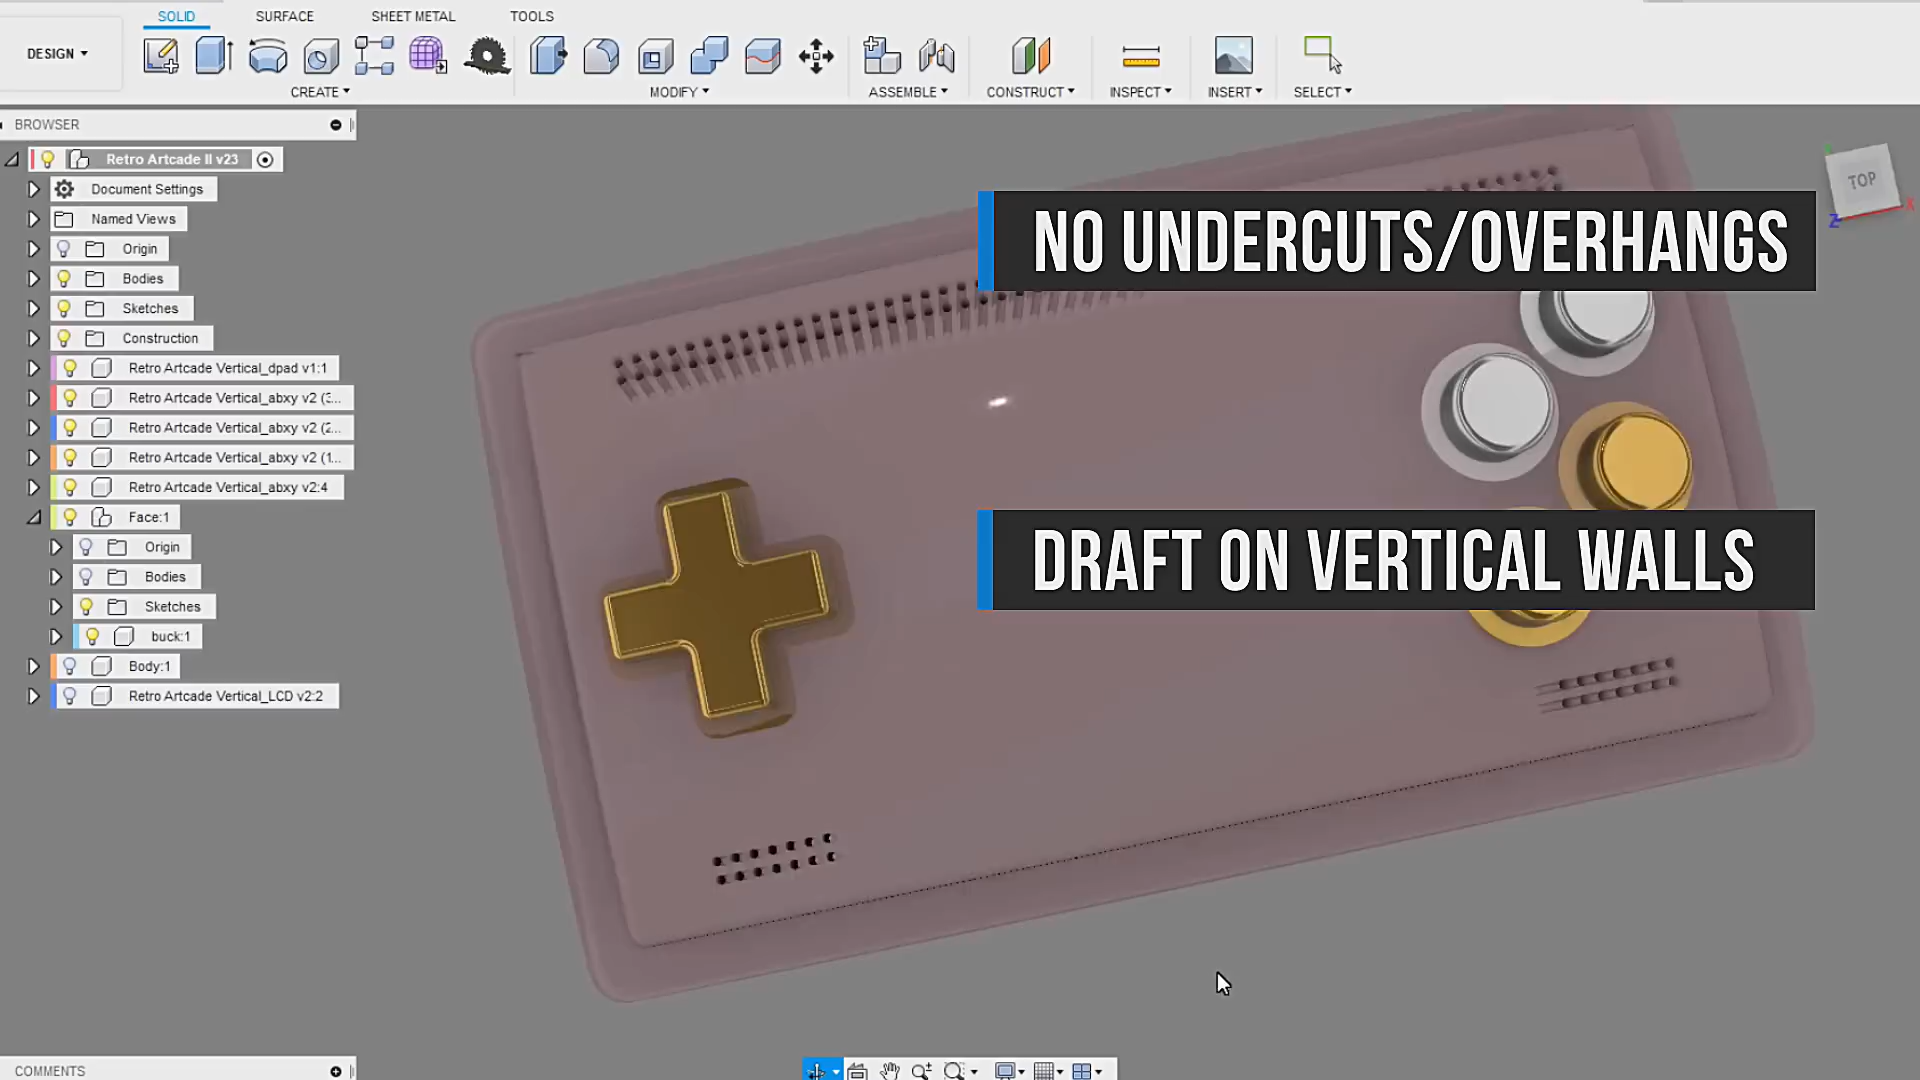 SOLID
SURFACE
SHEET METAL
TOOLS
DESIGN
CREATE
MODIFY
ASSEMBLE
CONSTRUCT
INSPECT
INSERT
SELECT
BROWSER
Retro Artcade II v23
Document Settings
Named Views
Origin
Bodies
Sketches
Construction
Retro Artcade Vertical_dpad v1:1
Retro Artcade Vertical_abxy v2 (3...
Retro Artcade Vertical_abxy v2 (2...
Retro Artcade Vertical_abxy v2 (1...
Retro Artcade Vertical_abxy v2:4
Face:1
Origin
Bodies
Sketches
buck:1
Body:1
Retro Artcade Vertical_LCD v2:2
NO UNDERCUTS/OVERHANGS
DRAFT ON VERTICAL WALLS
TOP
Z
X
COMMENTS